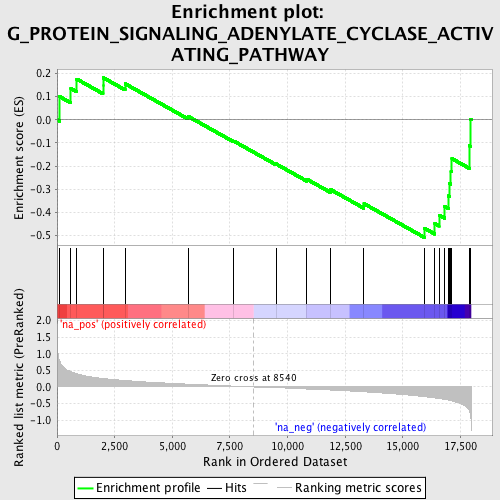 Enrichment plot:
G_PROTEIN_SIGNALING_ADENYLATE_CYCLASE_ACTIV
ATING_PATHWAY
Enrichment score (ES)
0.2
0.1
0.0
-0.1
-0.2
-0.3
-0.4
-0.5
'na_pos' (positively correlated)
Ranked list metric (PreRanked)
2.0
1.5
1.0
0.5
0.0
-0.5
-1.0
Zero cross at 8540
'na_neg' (negatively correlated)
0 2,500 5,000 7,500 10,000 12,500 15,000 17,500
Rank in Ordered Dataset
Enrichment profile Hits Ranking metric scores